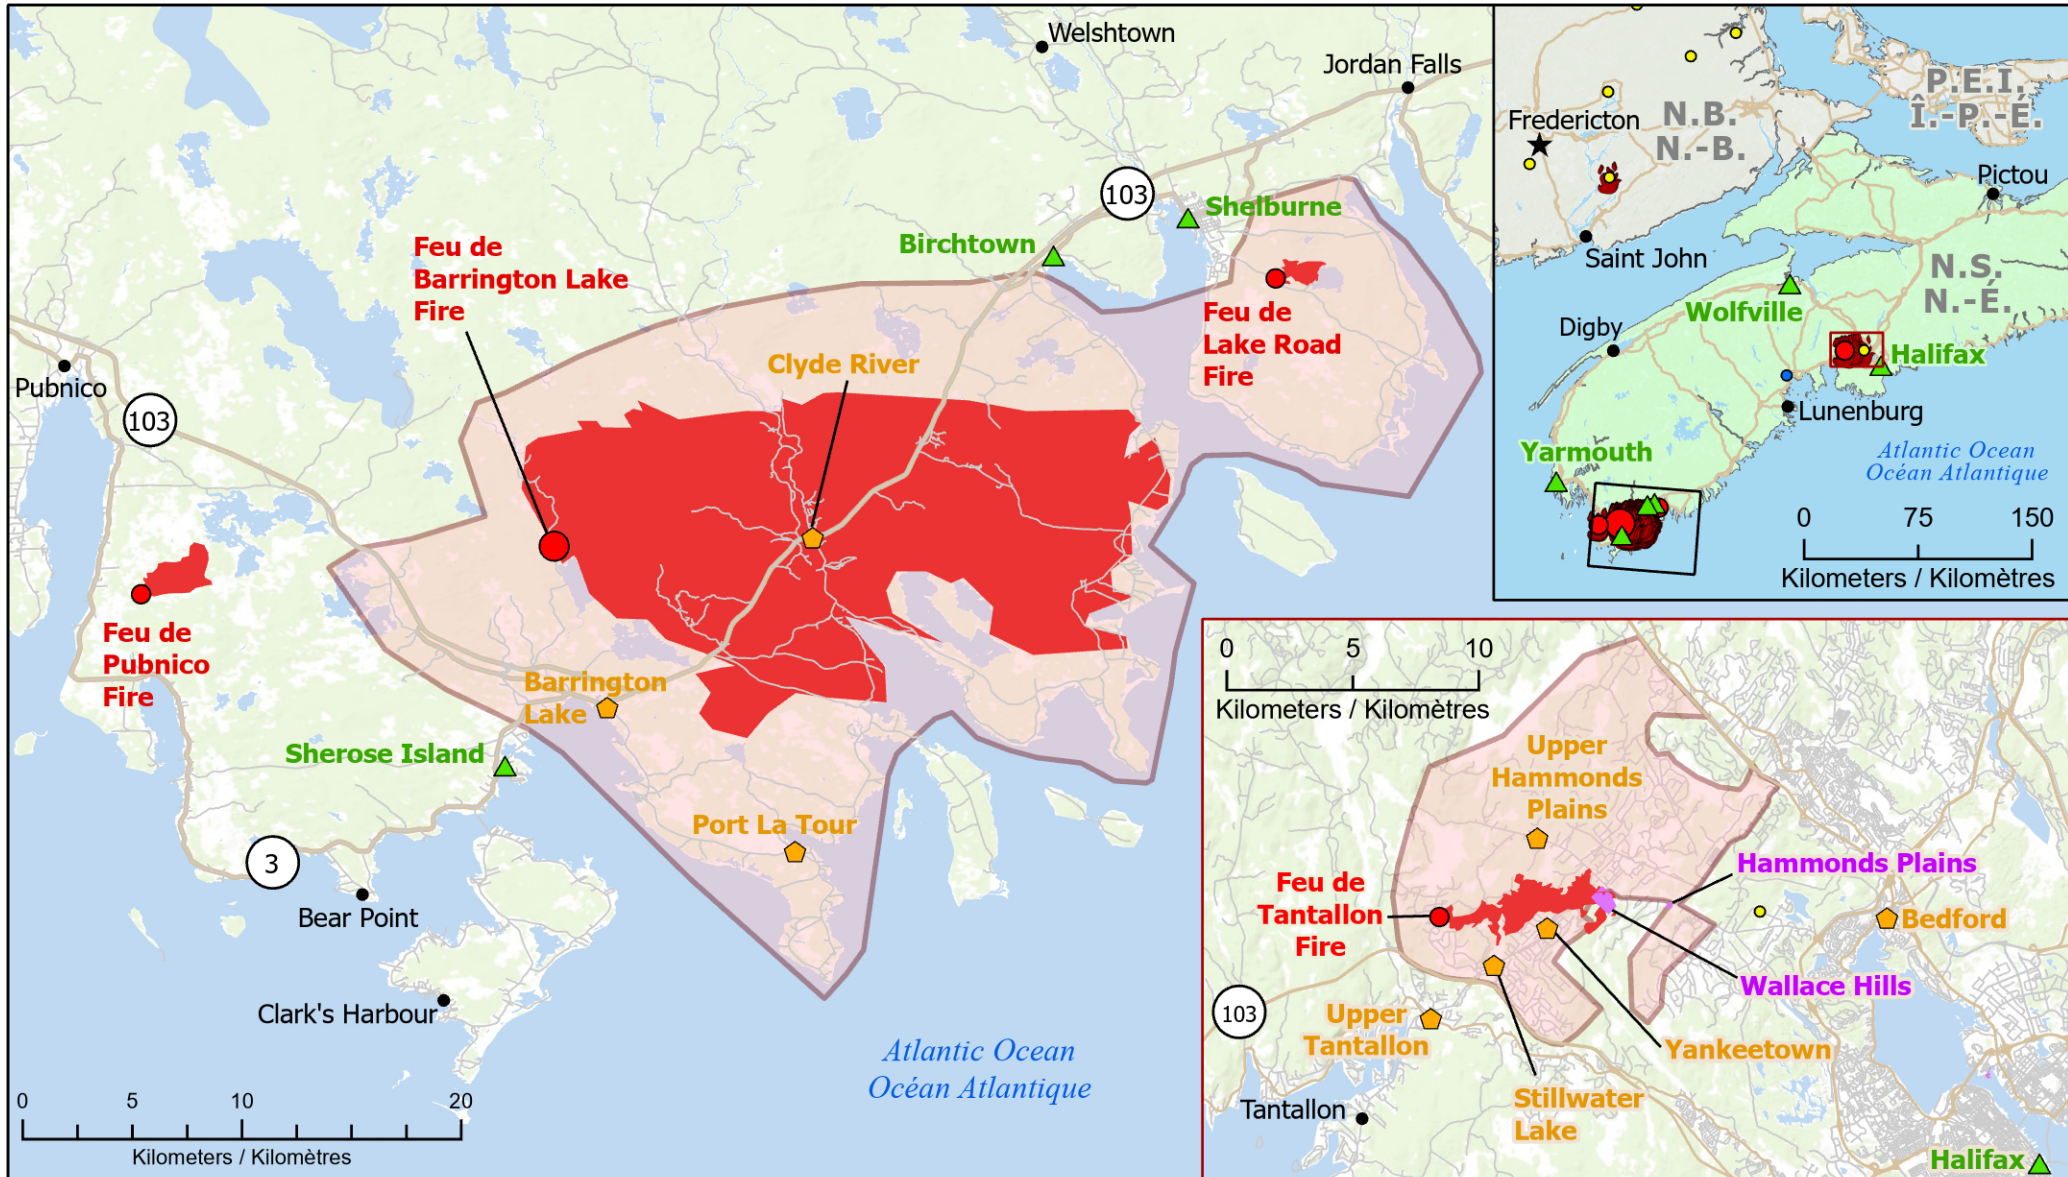 Welshtown
Jordan Falls
103
Shelburne
Birchtown
Feu de
Barrington Lake
Fire
Feu de
Lake Road
Fire
Clyde River
Pubnico
103
Feu de
Pubnico
Fire
Barrington
Lake
Sherose Island
Port La Tour
3
Bear Point
Clark's Harbour
Atlantic Ocean
Océan Atlantique
0 5 10 20
Kilometers / Kilomètres
P.E.I.
Î.-P.-É.
N.B.
N.-B.
Fredericton
Pictou
Saint John
N.S.
N.-É.
Wolfville
Digby
Halifax
Lunenburg
Yarmouth
Atlantic Ocean
Océan Atlantique
0 75 150
Kilometers / Kilomètres
0 5 10
Kilometers / Kilomètres
Upper
Hammonds
Plains
Hammonds Plains
Feu de
Tantallon
Fire
Bedford
Wallace Hills
103
Upper
Tantallon
Yankeetown
Stillwater
Lake
Tantallon
Halifax